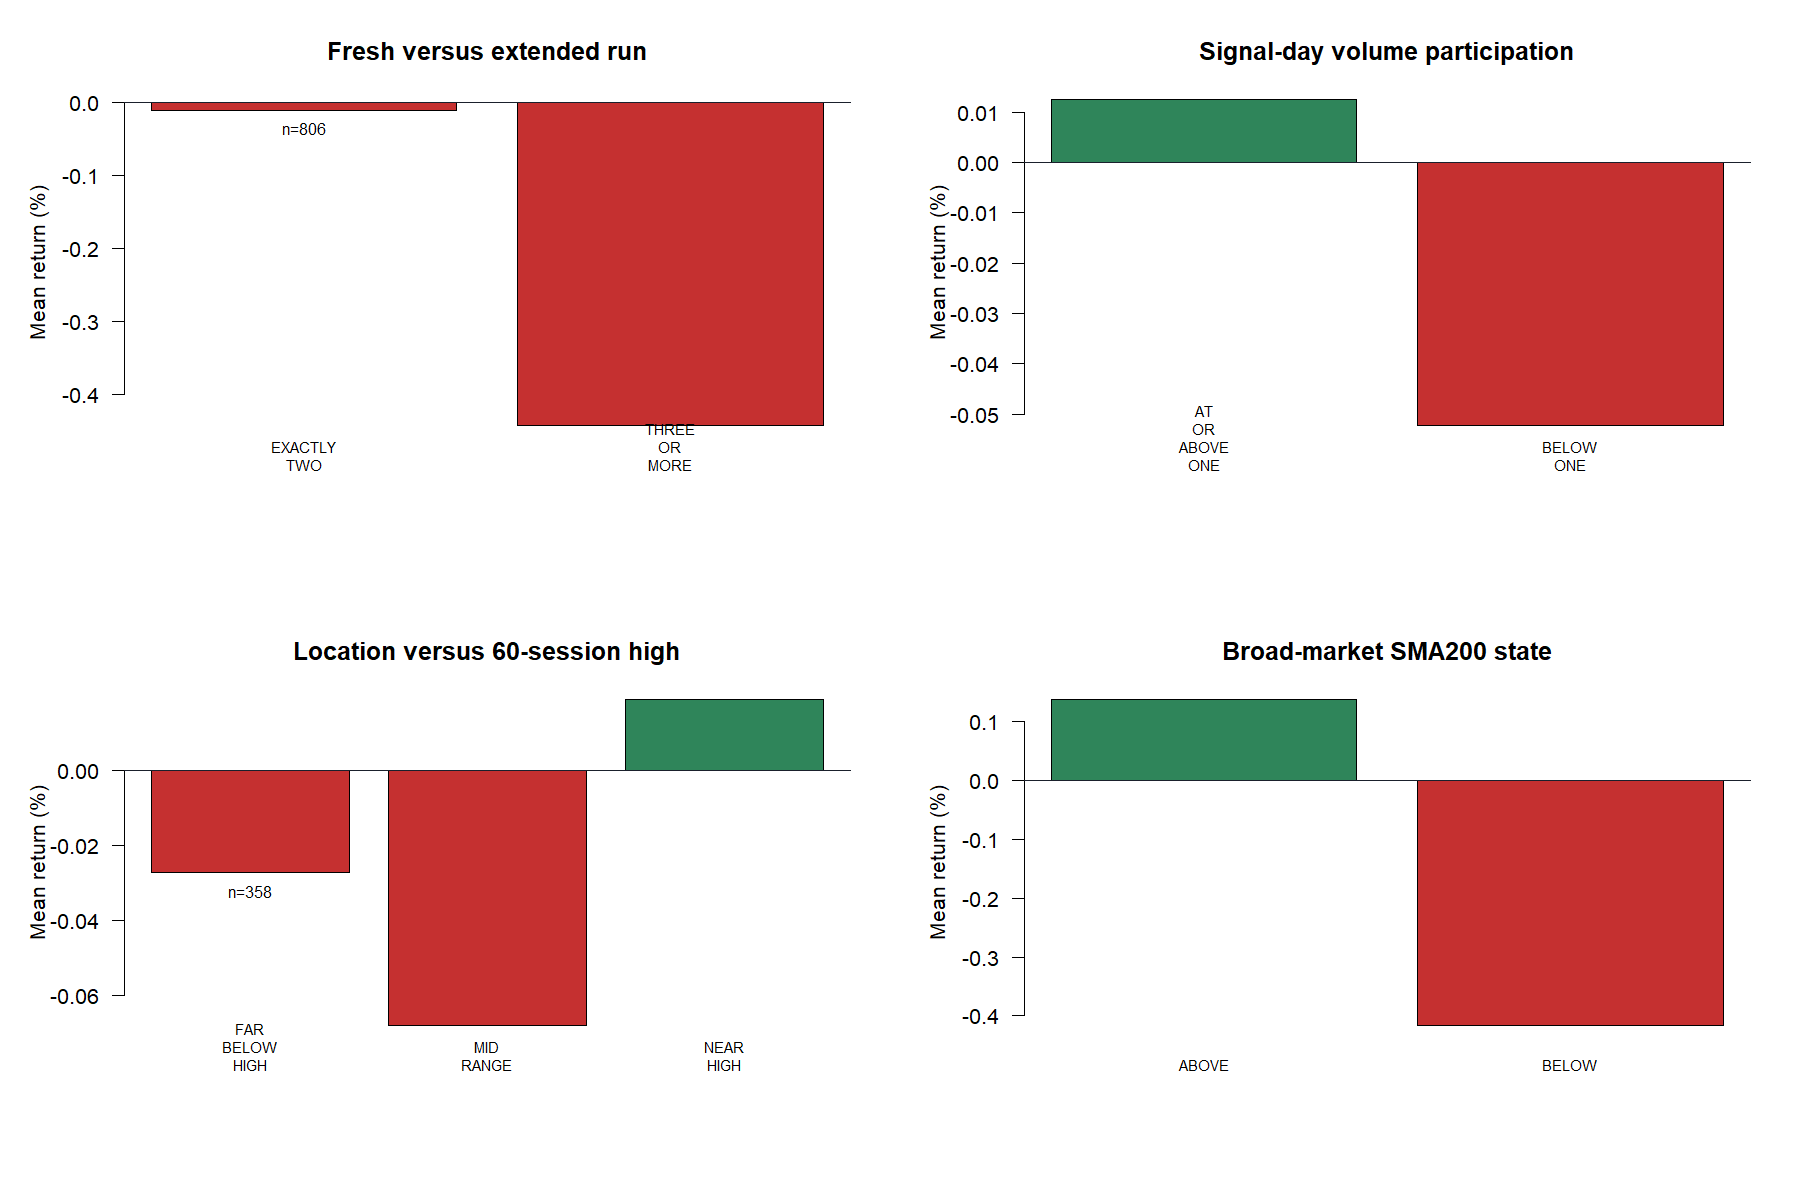 Fresh versus extended run
Mean return (%)
0.0
-0.1
-0.2
-0.3
-0.4
n=806
EXACTLY
TWO
THREE
OR
MORE
Signal-day volume participation
Mean return (%)
0.01
0.00
-0.01
-0.02
-0.03
-0.04
-0.05
AT
OR
ABOVE
ONE
BELOW
ONE
Location versus 60-session high
Mean return (%)
0.00
-0.02
-0.04
-0.06
n=358
FAR
BELOW
HIGH
MID
RANGE
NEAR
HIGH
Broad-market SMA200 state
Mean return (%)
0.1
0.0
-0.1
-0.2
-0.3
-0.4
ABOVE
BELOW